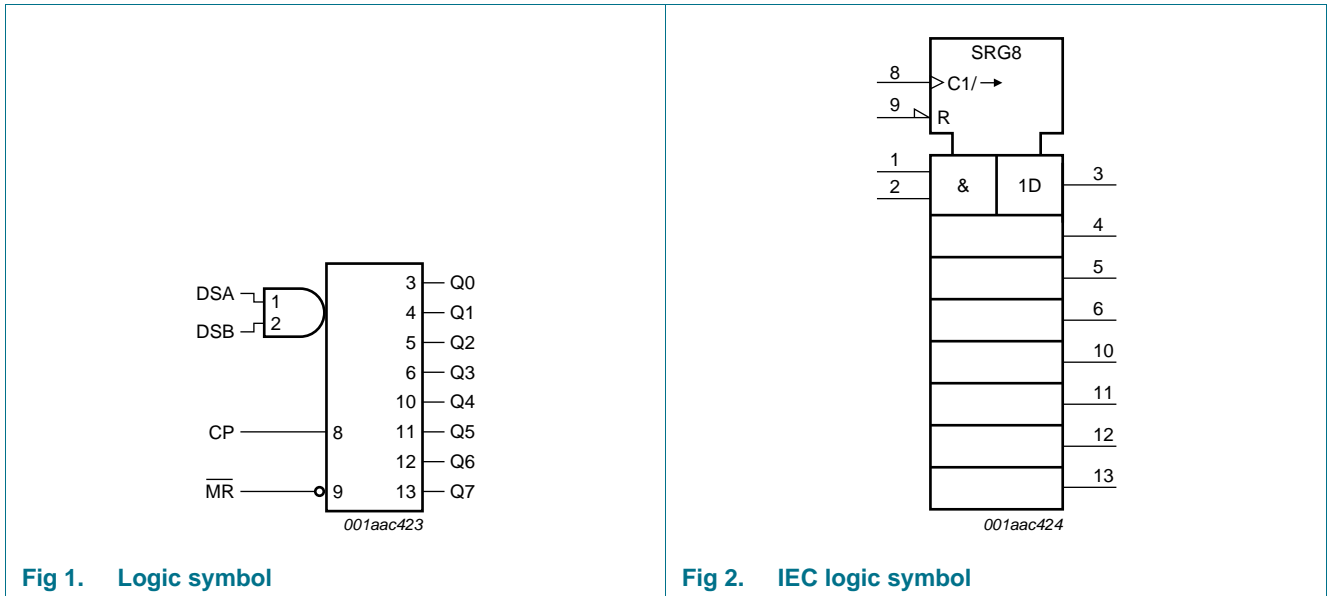 DSA
DSB
1
2
CP
8
MR
9
3 Q0
4 Q1
5 Q2
6 Q3
10 Q4
11 Q5
12 Q6
13 Q7
001aac423
Fig 1. Logic symbol
SRG8
8
C1/→
9
R
1
2
&
1D
3
4
5
6
10
11
12
13
001aac424
Fig 2. IEC logic symbol